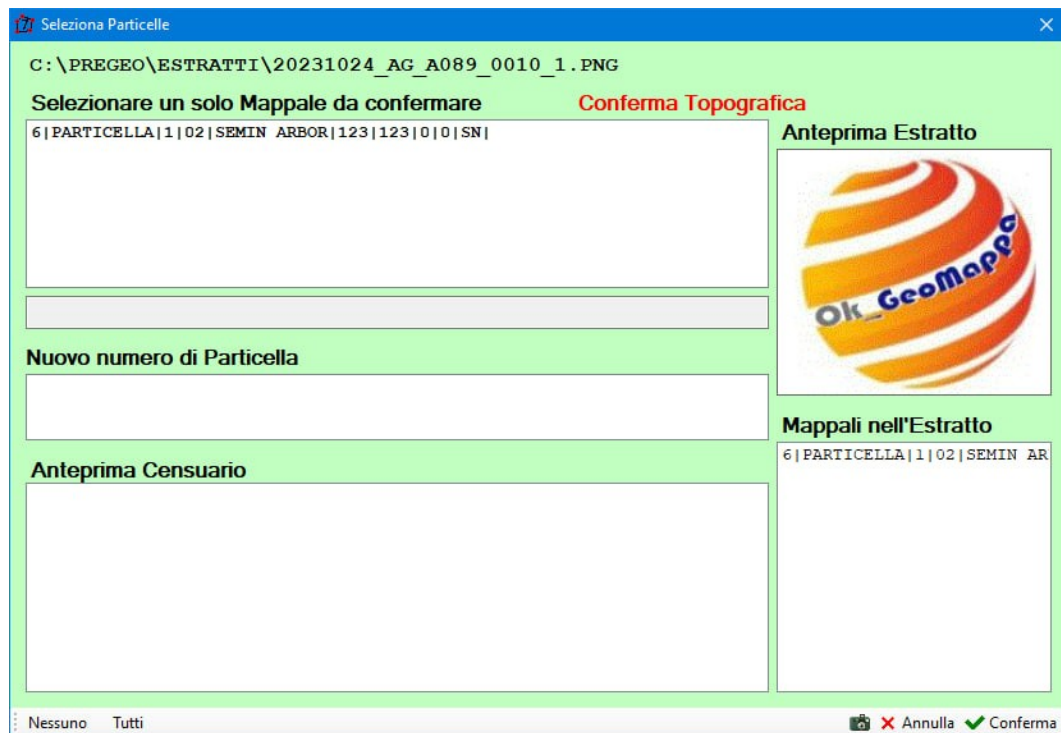 Seleziona Particelle
C:\PREGEO\ESTRATTI\20231024_AG_A089_0010_1.PNG
Selezionare un solo Mappale da confermare
Conferma Topografica
6|PARTICELLA|1|02|SEMIN ARBOR|123|123|0|0|SN|
Anteprima Estratto
Ok_GeoMappa
Nuovo numero di Particella
Mappali nell'Estratto
6|PARTICELLA|1|02|SEMIN AR
Anteprima Censuario
Nessuno Tutti Annulla Conferma